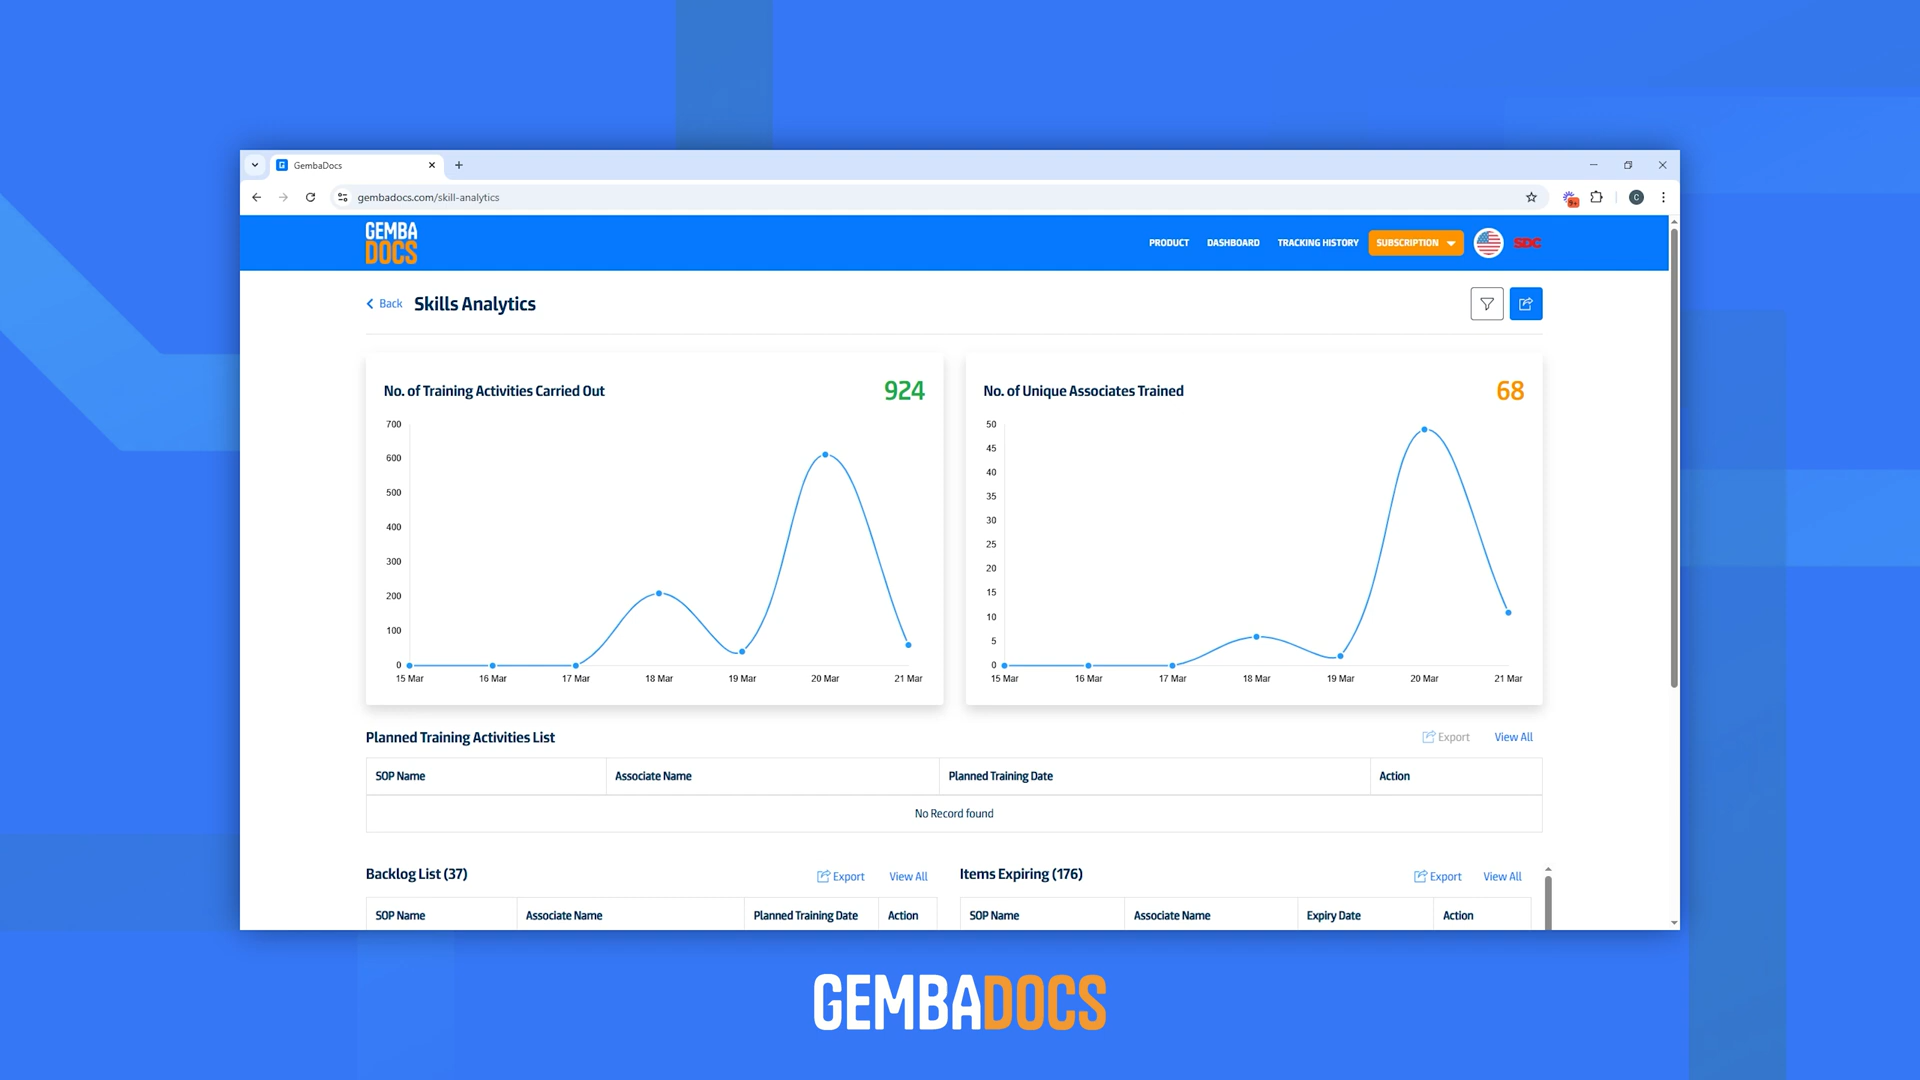 GembaDocs
gembadocs.com/skill-analytics
9+
C
GEMBA
DOCS
PRODUCT
DASHBOARD
TRACKING HISTORY
SUBSCRIPTION
SDC
Back
Skills Analytics
No. of Training Activities Carried Out
924
700
600
500
400
300
200
100
0
15 Mar 16 Mar 17 Mar 18 Mar 19 Mar 20 Mar 21 Mar
No. of Unique Associates Trained
68
50
45
40
35
30
25
20
15
10
5
0
15 Mar 16 Mar 17 Mar 18 Mar 19 Mar 20 Mar 21 Mar
Planned Training Activities List
Export
View All
SOP Name Associate Name Planned Training Date Action
No Record found
Backlog List (37)
Export
View All
SOP Name Associate Name Planned Training Date Action
Items Expiring (176)
Export
View All
SOP Name Associate Name Expiry Date Action
GEMBADOCS